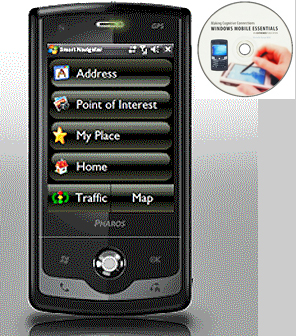 GPS
Smart Navigator
Address
Point of Interest
My Place
Home
Traffic Map
PHAROS
OK
Making Cognitive Connections
WINDOWS MOBILE ESSENTIALS